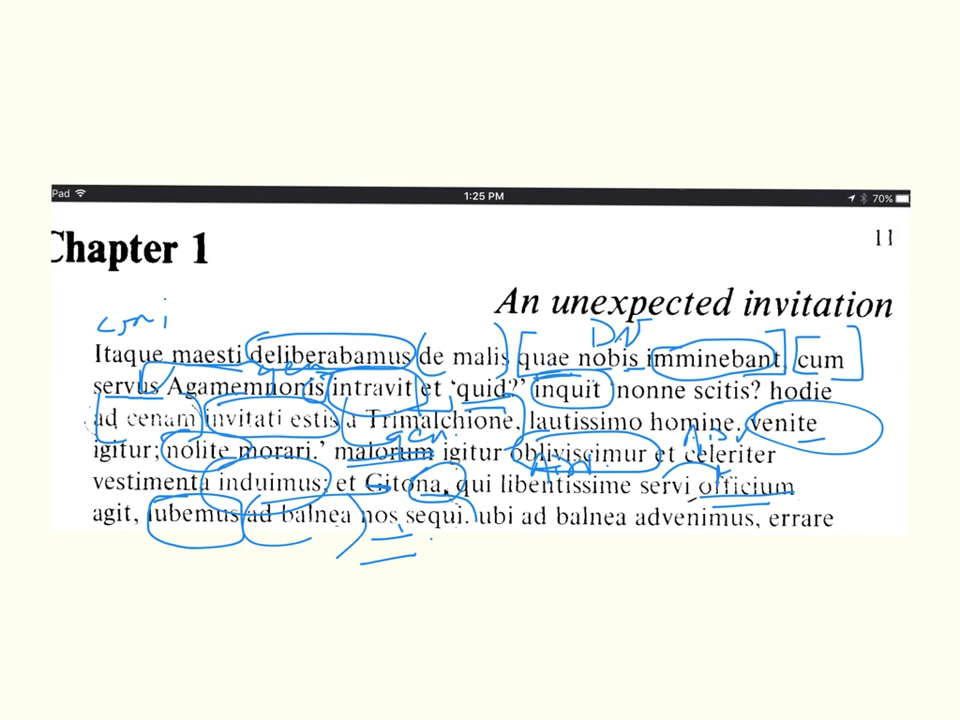 Pad 1:25 PM 70%
Chapter 1 11
An unexpected invitation
Itaque maesti deliberabamus de malis quae nobis imminebant, cum
servus Agamemnonis intravit et 'quid?' inquit 'nonne scitis? hodie
ad cenam invitati estis a Trimalchione, lautissimo homine. venite
igitur; nolite morari.' malorum igitur obliviscimur et celeriter
vestimenta induimus; et Gitona, qui libentissime servi officium
agit, iubemus ad balnea nos sequi. ubi ad balnea advenimus, errare
gen.